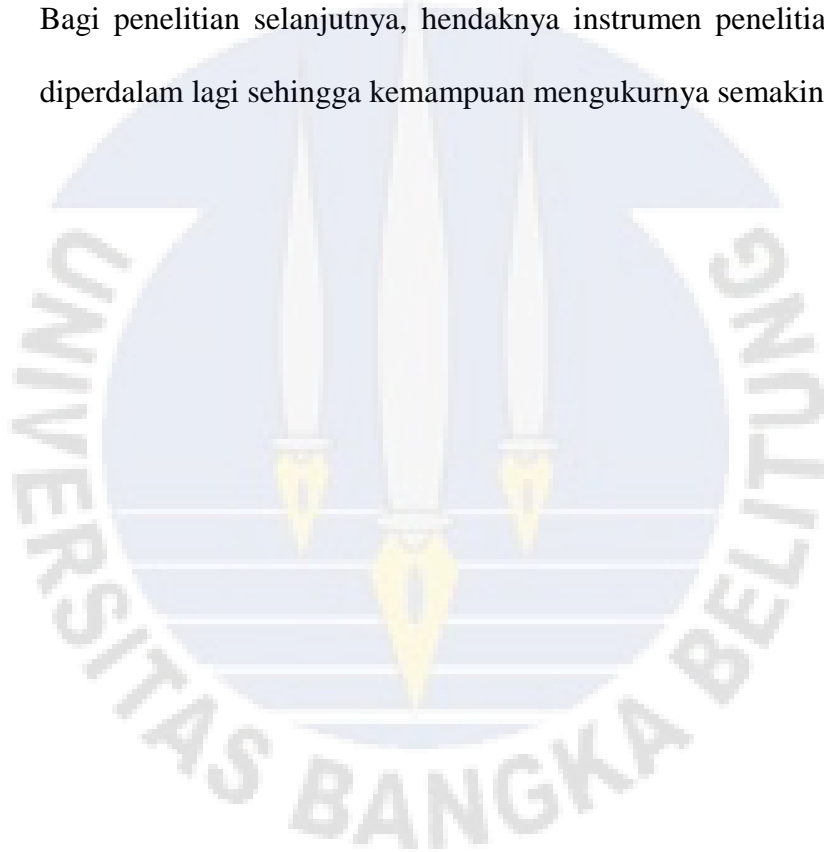 Bagi penelitian selanjutnya, hendaknya instrumen penelitia
diperdalam lagi sehingga kemampuan mengukurnya semakin
UNIVERSITAS BANGKA BELITUNG